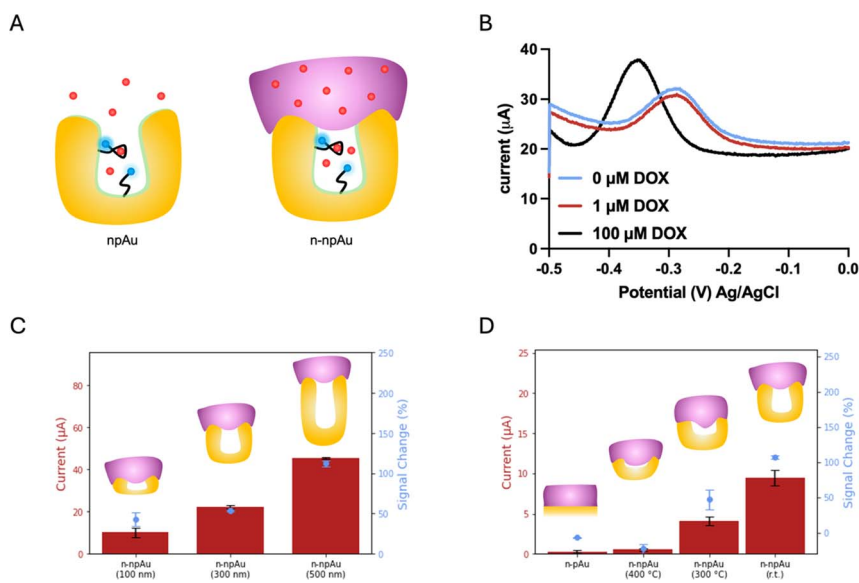 A
npAu
n-npAu
B
40
30
20
10
0
current (µA)
0 µM DOX
1 µM DOX
100 µM DOX
-0.5
-0.4
-0.3
-0.2
-0.1
0.0
Potential (V) Ag/AgCl
C
80
60
40
20
0
Current (µA)
250
200
150
100
50
0
Signal Change (%)
n-npAu
(100 nm)
n-npAu
(300 nm)
n-npAu
(500 nm)
D
25
20
15
10
5
0
Current (µA)
250
200
150
100
50
0
Signal Change (%)
n-pAu
n-npAu
(400 °C)
n-npAu
(300 °C)
n-npAu
(r.t.)